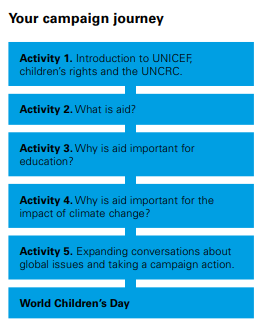 Your campaign journey
Activity 1. Introduction to UNICEF,
children's rights and the UNCRC.
Activity 2. What is aid?
Activity 3. Why is aid important for
education?
Activity 4. Why is aid important for the
impact of climate change?
Activity 5. Expanding conversations about
global issues and taking a campaign action.
World Children's Day